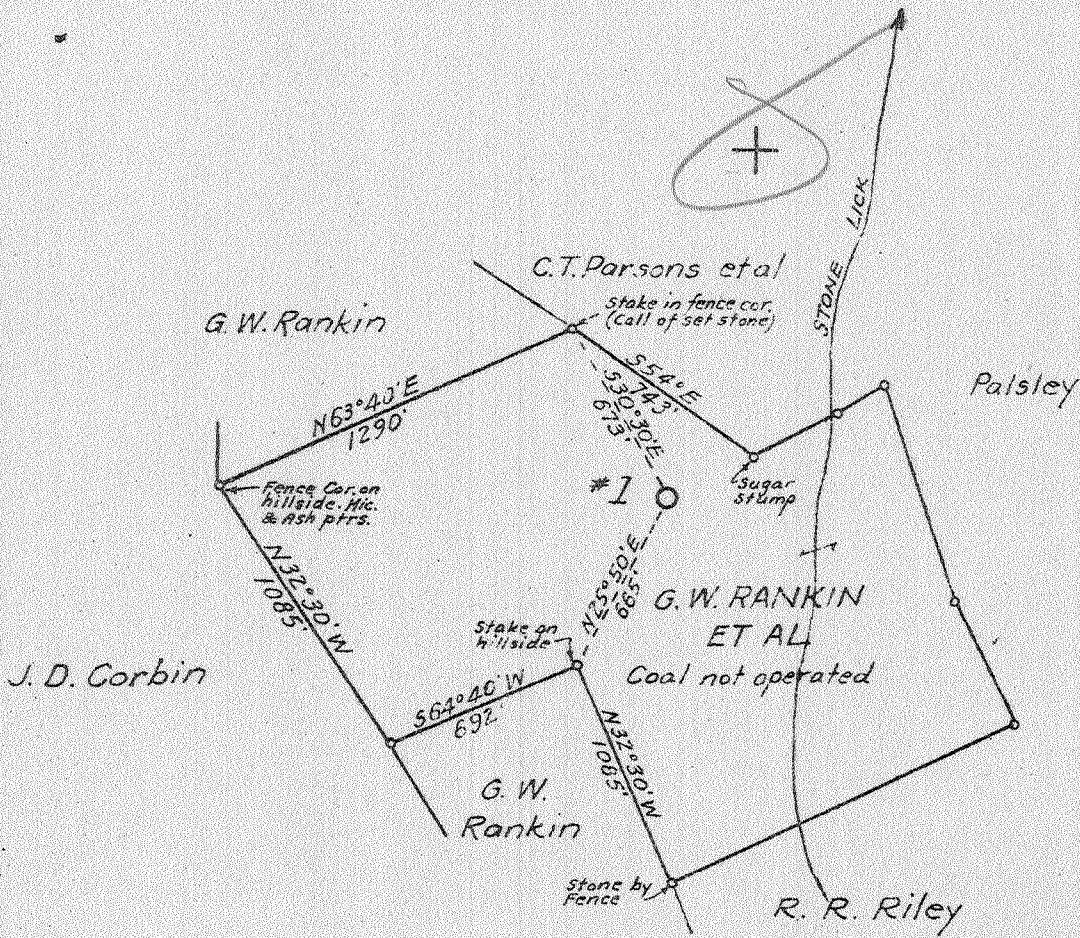 C.T. Parsons et al
G. W. Rankin
Stake in fence cor.
(Call of set stone)
STONE LICK
N63°40'E
1290'
S54°E
743'
S30°30'E
673'
Palsley
Fence Cor. on
hillside. Hic.
& Ash ptrs.
#1
Sugar
Stump
N32°30'W
1085'
N25°50'E
665'
G. W. RANKIN
ET AL
Coal not operated
Stake on
hillside
J. D. Corbin
S64°40'W
692'
N32°30'W
1085'
G. W.
Rankin
Stone by
Fence
R. R. Riley